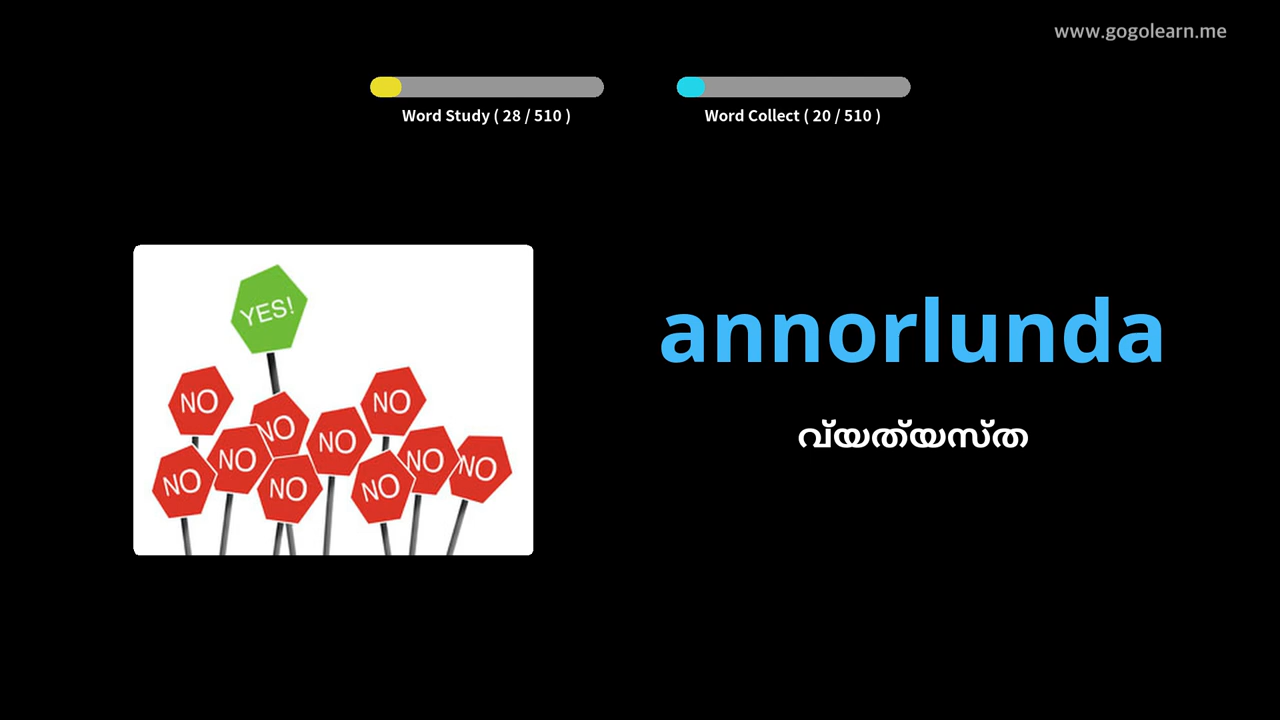 www.gogolearn.me
Word Study ( 28 / 510 )
Word Collect ( 20 / 510 )
YES!
NO
NO
NO
NO
NO
NO
NO
NO
NO
NO
annorlunda
വ്യത്യസ്ത